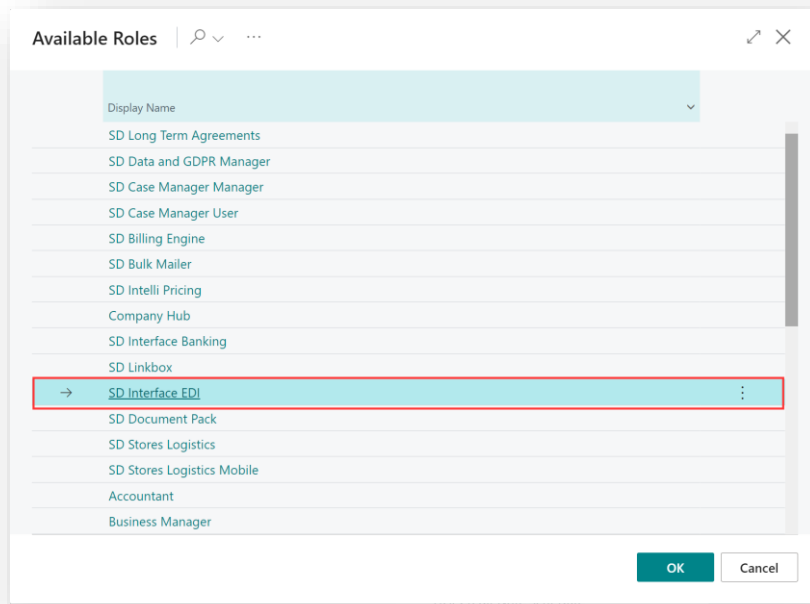 Available Roles
Display Name
SD Long Term Agreements
SD Data and GDPR Manager
SD Case Manager Manager
SD Case Manager User
SD Billing Engine
SD Bulk Mailer
SD Intelli Pricing
Company Hub
SD Interface Banking
SD Linkbox
SD Interface EDI
SD Document Pack
SD Stores Logistics
SD Stores Logistics Mobile
Accountant
Business Manager
OK Cancel